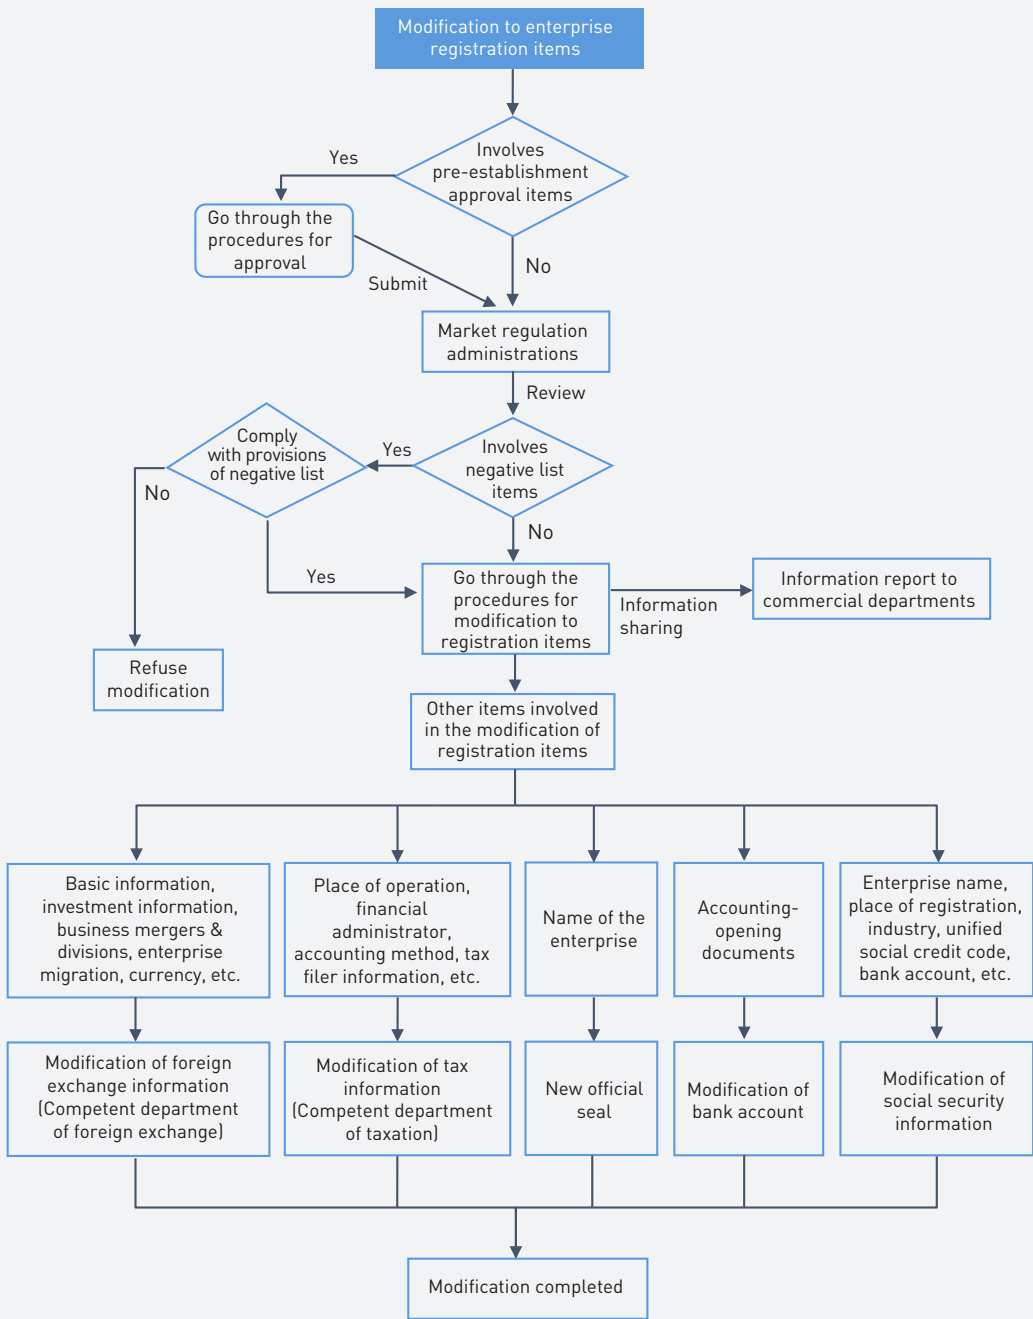 Modification to enterprise
registration items
Involves
pre-establishment
approval items
Yes
Go through the
procedures for
approval
Submit
No
Market regulation
administrations
Review
Involves
negative list
items
Yes
Comply
with provisions
of negative list
No
Yes
No
Go through the
procedures for
modification to
registration items
Information
sharing
Information report to
commercial departments
Refuse
modification
Other items involved
in the modification of
registration items
Basic information,
investment information,
business mergers &
divisions, enterprise
migration, currency, etc.
Place of operation,
financial
administrator,
accounting method, tax
filer information, etc.
Name of the
enterprise
Accounting-
opening
documents
Enterprise name,
place of registration,
industry, unified
social credit code,
bank account, etc.
Modification of foreign
exchange information
(Competent department
of foreign exchange)
Modification of tax
information
(Competent department
of taxation)
New official
seal
Modification of
bank account
Modification of
social security
information
Modification completed